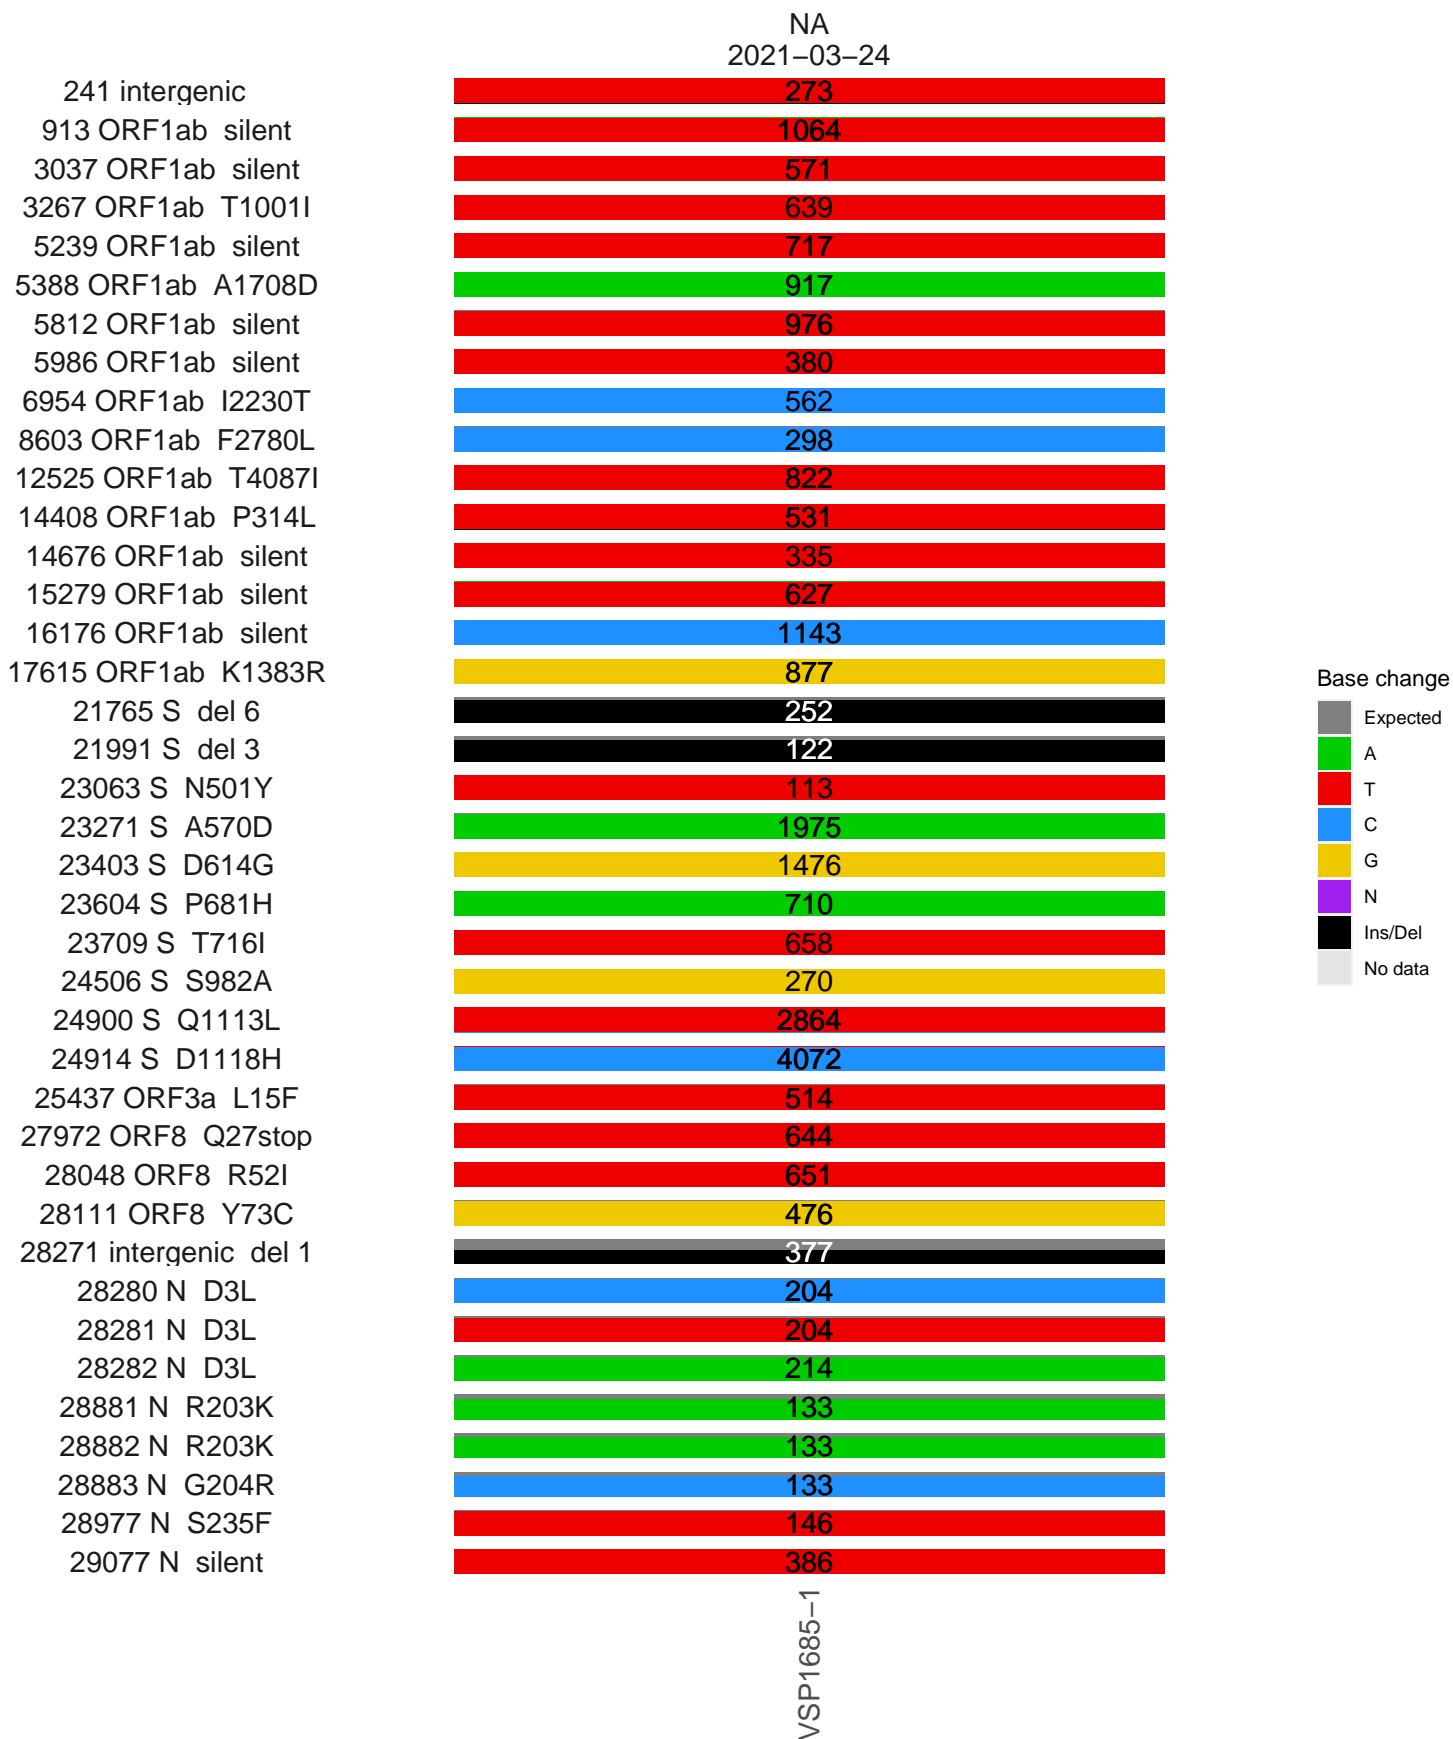 NA
2021−03−24
241 intergenic 273
913 ORF1ab silent 1064
3037 ORF1ab silent 571
3267 ORF1ab T1001I 639
5239 ORF1ab silent 717
5388 ORF1ab A1708D 917
5812 ORF1ab silent 976
5986 ORF1ab silent 380
6954 ORF1ab I2230T 562
8603 ORF1ab F2780L 298
12525 ORF1ab T4087I 822
14408 ORF1ab P314L 531
14676 ORF1ab silent 335
15279 ORF1ab silent 627
16176 ORF1ab silent 1143
17615 ORF1ab K1383R 877
21765 S del 6 252
21991 S del 3 122
23063 S N501Y 113
23271 S A570D 1975
23403 S D614G 1476
23604 S P681H 710
23709 S T716I 658
24506 S S982A 270
24900 S Q1113L 2864
24914 S D1118H 4072
25437 ORF3a L15F 514
27972 ORF8 Q27stop 644
28048 ORF8 R52I 651
28111 ORF8 Y73C 476
28271 intergenic del 1 377
28280 N D3L 204
28281 N D3L 204
28282 N D3L 214
28881 N R203K 133
28882 N R203K 133
28883 N G204R 133
28977 N S235F 146
29077 N silent 386
VSP1685−1
Base change
Expected
A
T
C
G
N
Ins/Del
No data